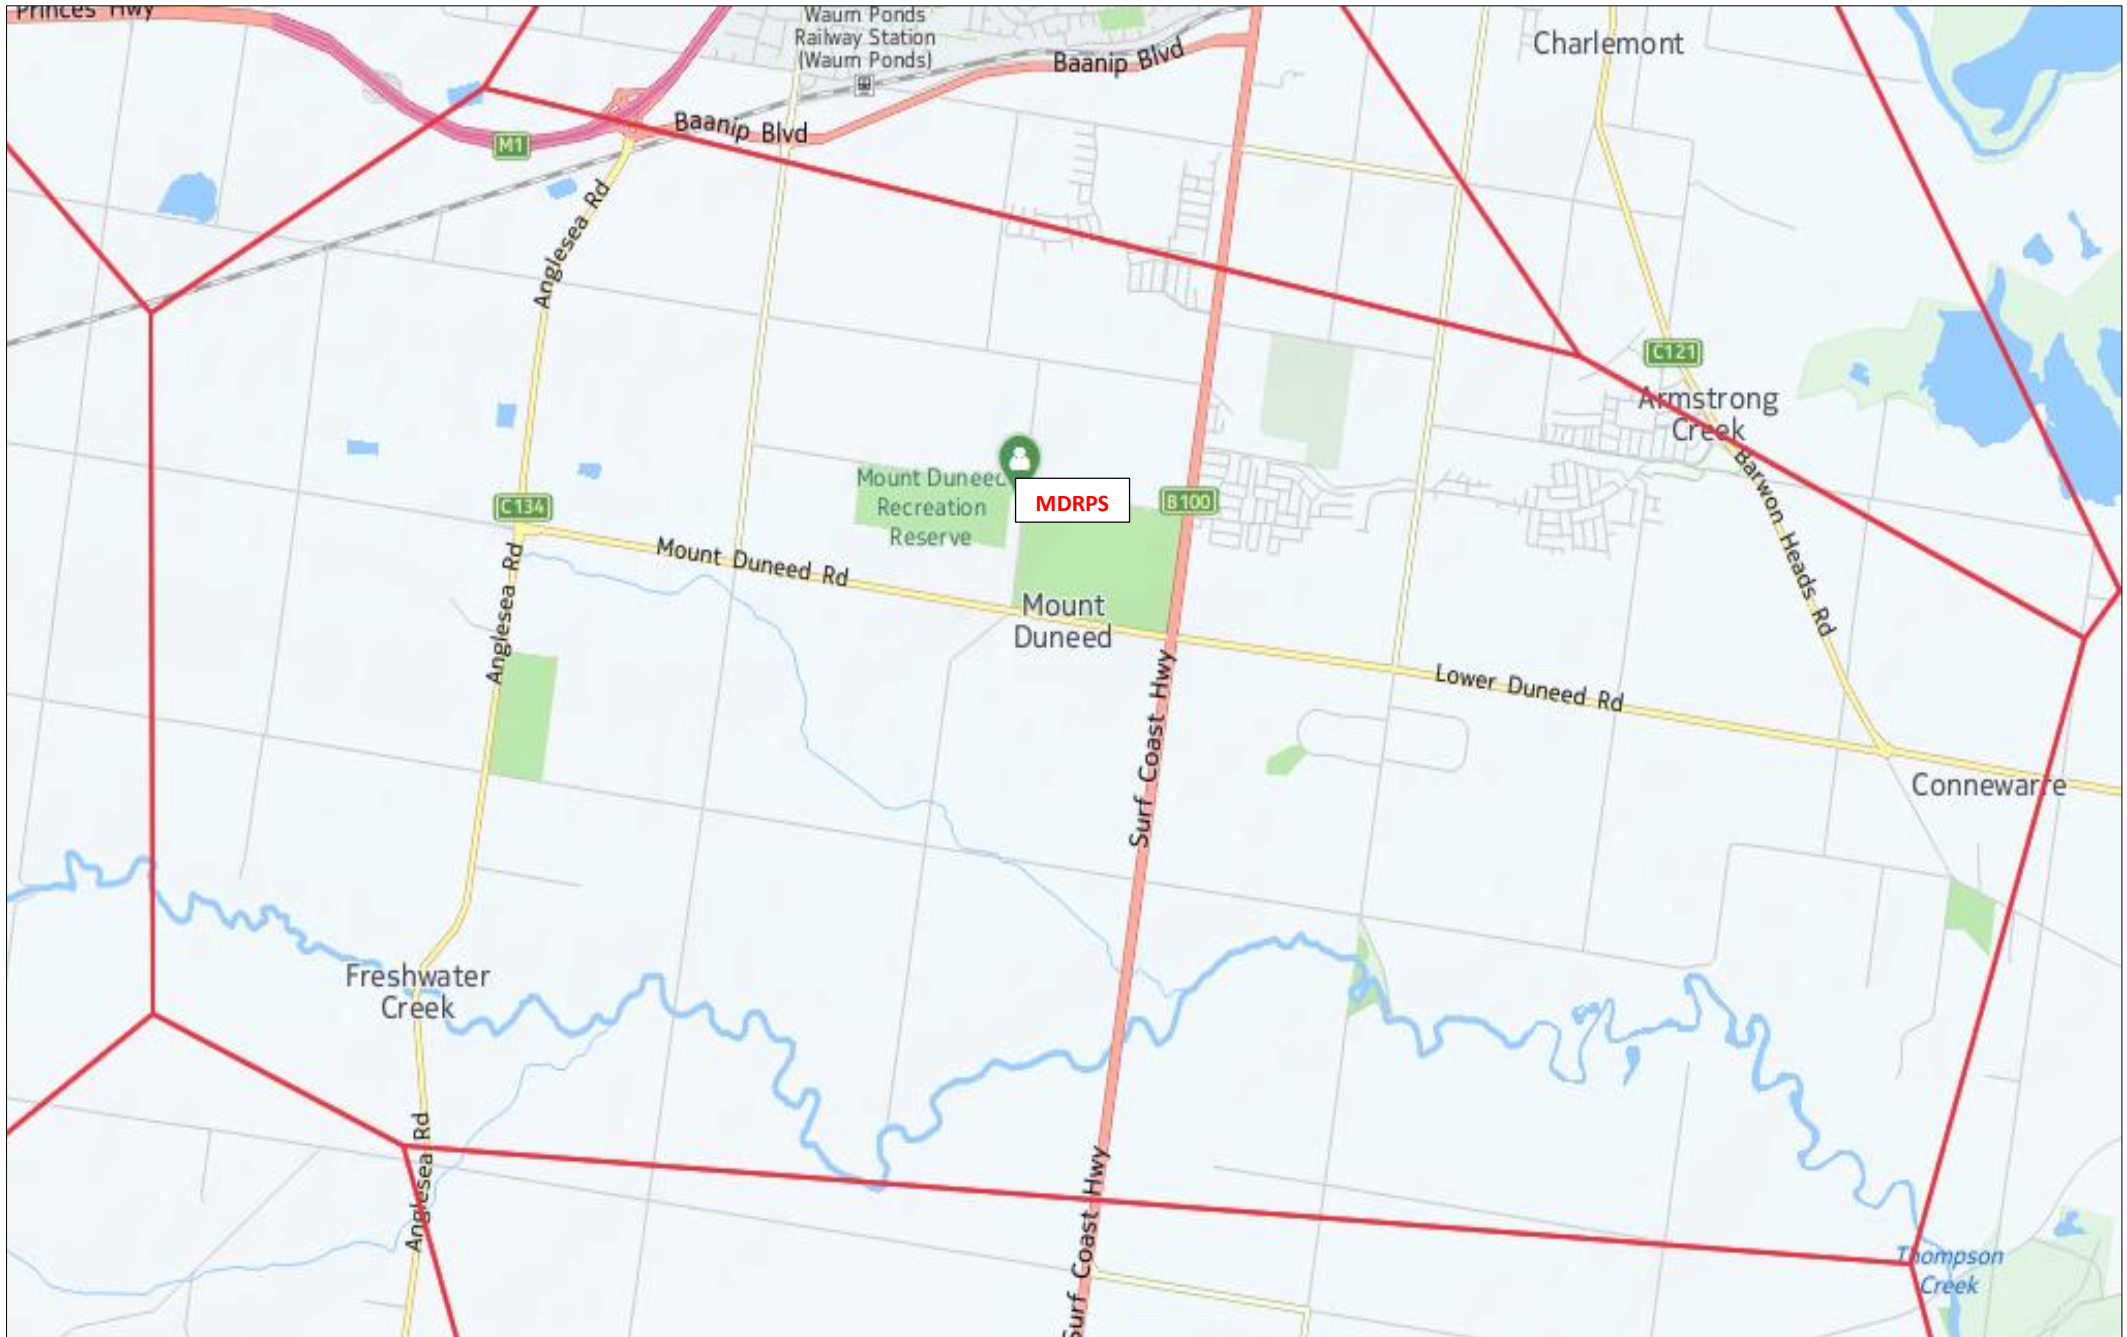 Princes Hwy
Waurn Ponds
Railway Station
(Waurn Ponds)
Baanip Blvd
Charlemont
Baanip Blvd
M1
Anglesea Rd
C121
Armstrong
Creek
Mount Duneed
Recreation
Reserve
MDRPS
B100
C134
Barwon Heads Rd
Mount Duneed Rd
Anglesea Rd
Mount
Duneed
Lower Duneed Rd
Surf Coast Hwy
Connewarre
Freshwater
Creek
Anglesea Rd
Surf Coast Hwy
Thompson
Creek